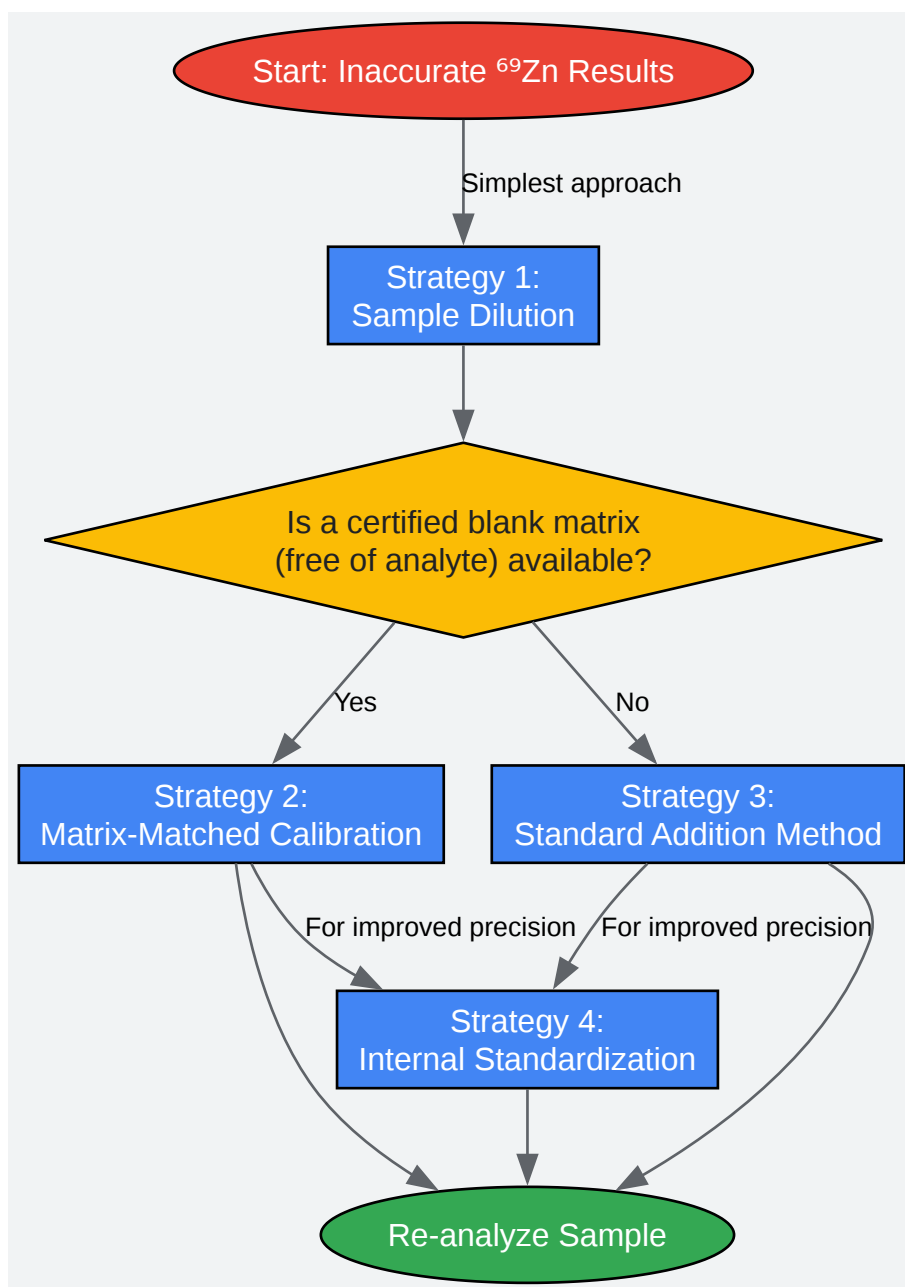 Start: Inaccurate ⁶⁹Zn Results
Simplest approach
Strategy 1:
Sample Dilution
Is a certified blank matrix
(free of analyte) available?
Yes
No
Strategy 2:
Matrix-Matched Calibration
Strategy 3:
Standard Addition Method
For improved precision
For improved precision
Strategy 4:
Internal Standardization
Re-analyze Sample